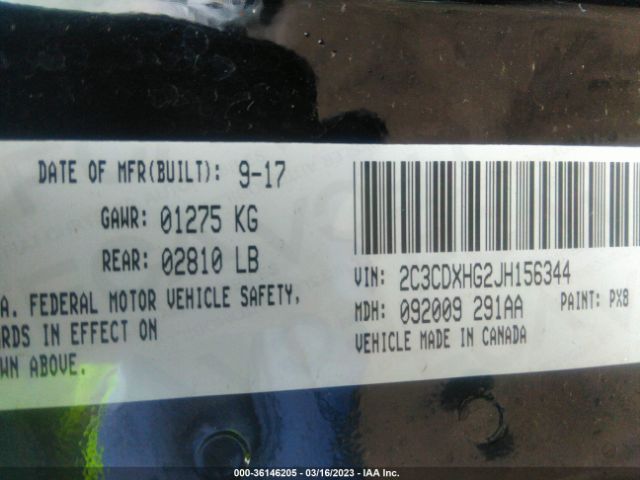 DATE OF MFR(BUILT): 9-17
GAWR: 01275 KG
REAR: 02810 LB
A. FEDERAL MOTOR VEHICLE SAFETY,
RDS IN EFFECT ON
WN ABOVE.
VIN: 2C3CDXHG2JH156344
MDH: 092009 291AA PAINT: PX8
VEHICLE MADE IN CANADA
000-36146205 - 03/16/2023 - IAA Inc.